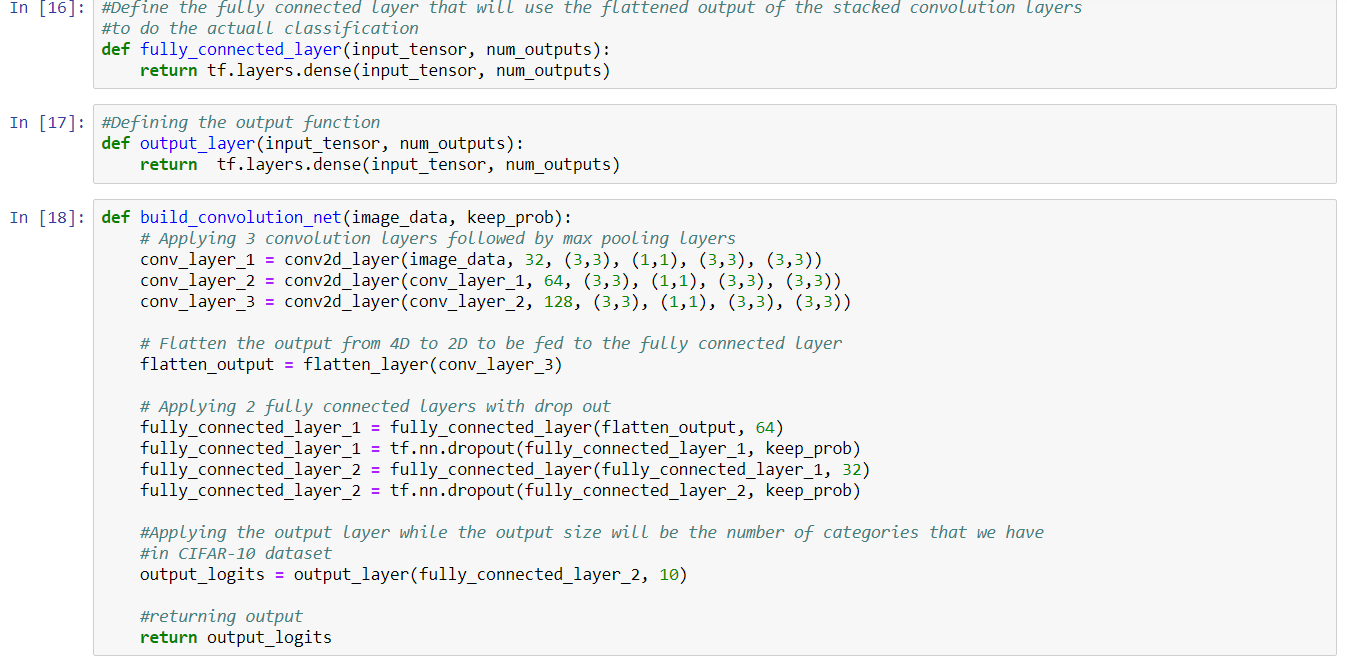 In [16]: #Define the fully connected layer that will use the flattened output of the stacked convolution layers
#to do the actuall classification
def fully_connected_layer(input_tensor, num_outputs):
    return tf.layers.dense(input_tensor, num_outputs)
In [17]: #Defining the output function
def output_layer(input_tensor, num_outputs):
    return  tf.layers.dense(input_tensor, num_outputs)
In [18]: def build_convolution_net(image_data, keep_prob):
    # Applying 3 convolution layers followed by max pooling layers
    conv_layer_1 = conv2d_layer(image_data, 32, (3,3), (1,1), (3,3), (3,3))
    conv_layer_2 = conv2d_layer(conv_layer_1, 64, (3,3), (1,1), (3,3), (3,3))
    conv_layer_3 = conv2d_layer(conv_layer_2, 128, (3,3), (1,1), (3,3), (3,3))
    # Flatten the output from 4D to 2D to be fed to the fully connected layer
    flatten_output = flatten_layer(conv_layer_3)
    # Applying 2 fully connected layers with drop out
    fully_connected_layer_1 = fully_connected_layer(flatten_output, 64)
    fully_connected_layer_1 = tf.nn.dropout(fully_connected_layer_1, keep_prob)
    fully_connected_layer_2 = fully_connected_layer(fully_connected_layer_1, 32)
    fully_connected_layer_2 = tf.nn.dropout(fully_connected_layer_2, keep_prob)
    #Applying the output layer while the output size will be the number of categories that we have
    #in CIFAR-10 dataset
    output_logits = output_layer(fully_connected_layer_2, 10)
    #returning output
    return output_logits